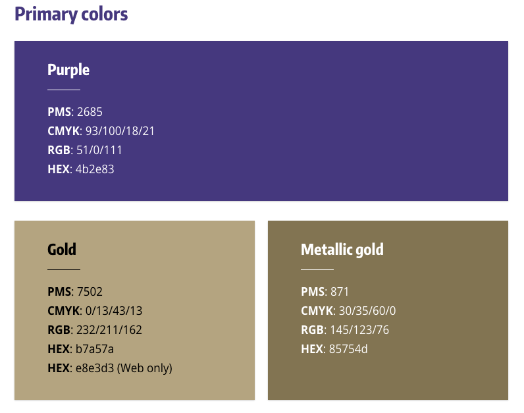 Primary colors
Purple
PMS: 2685
CMYK: 93/100/18/21
RGB: 51/0/111
HEX: 4b2e83
Gold
PMS: 7502
CMYK: 0/13/43/13
RGB: 232/211/162
HEX: b7a57a
HEX: e8e3d3 (Web only)
Metallic gold
PMS: 871
CMYK: 30/35/60/0
RGB: 145/123/76
HEX: 85754d